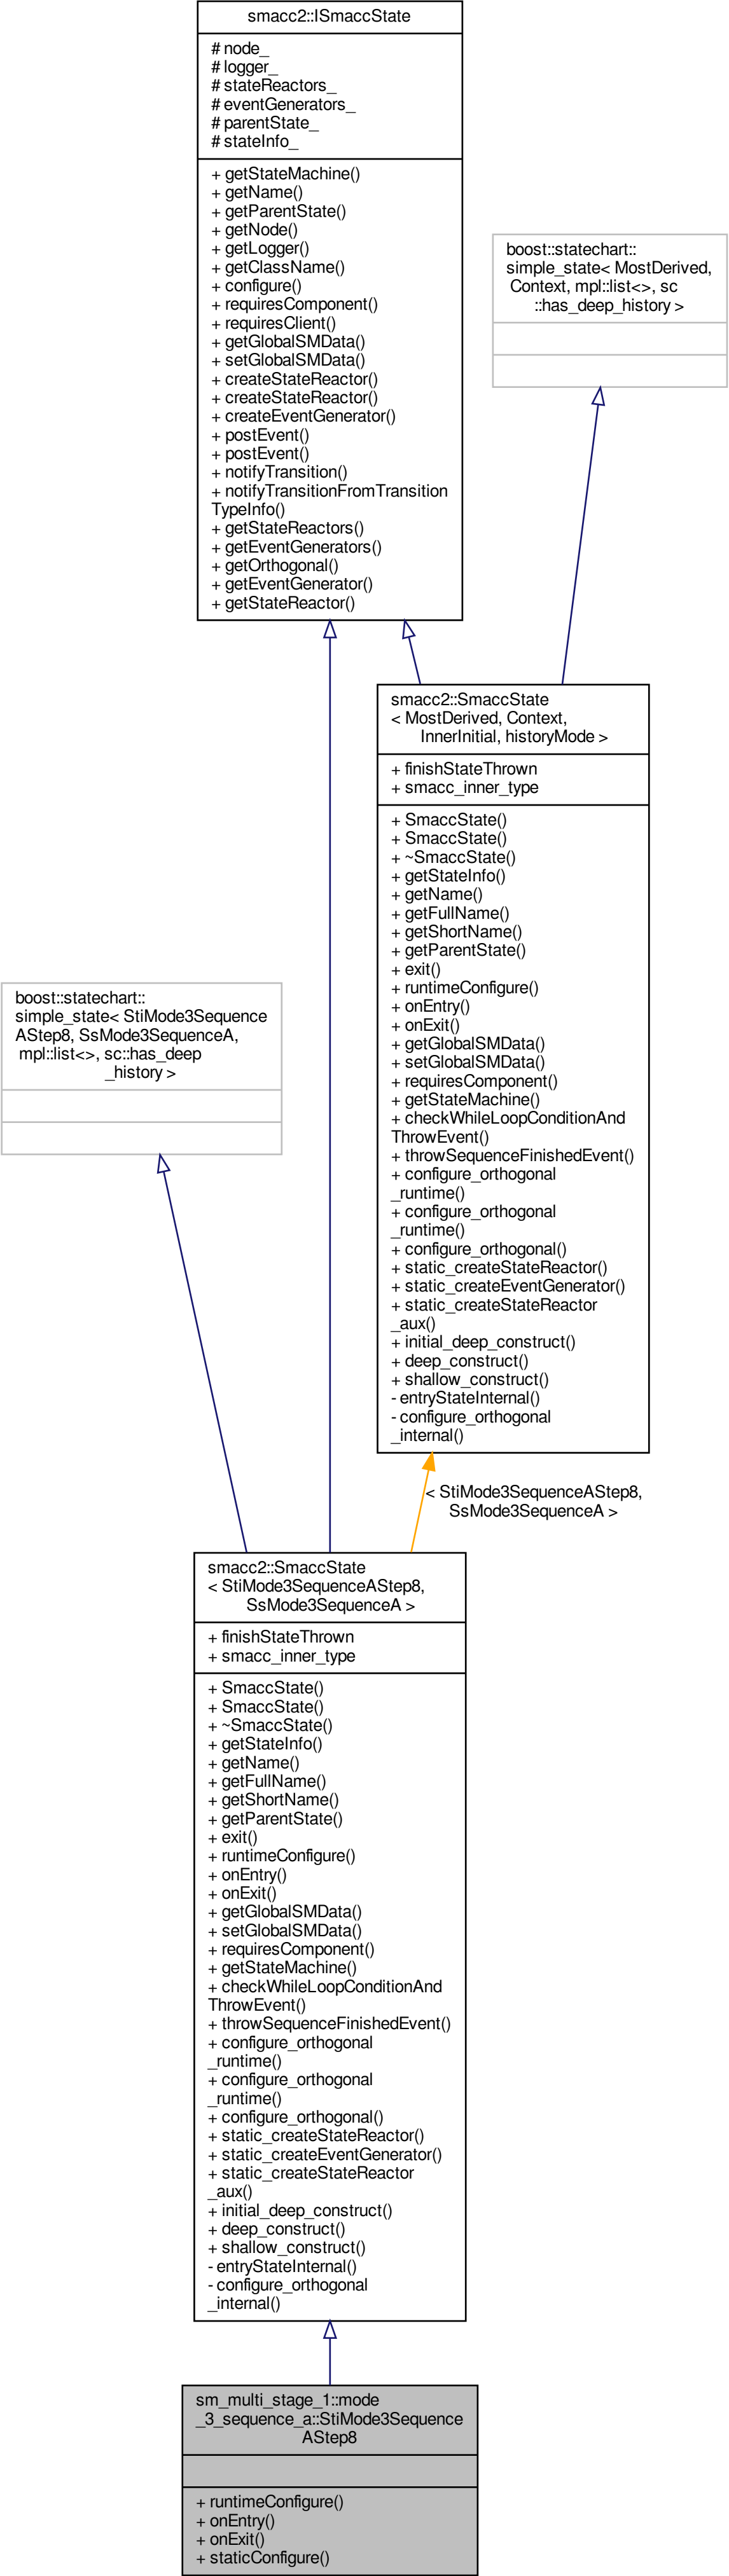 smacc2::ISmaccState
# node_
# logger_
# stateReactors_
# eventGenerators_
# parentState_
# stateInfo_
+ getStateMachine()
+ getName()
+ getParentState()
+ getNode()
+ getLogger()
+ getClassName()
+ configure()
+ requiresComponent()
+ requiresClient()
+ getGlobalSMData()
+ setGlobalSMData()
+ createStateReactor()
+ createStateReactor()
+ createEventGenerator()
+ postEvent()
+ postEvent()
+ notifyTransition()
+ notifyTransitionFromTransition
TypeInfo()
+ getStateReactors()
+ getEventGenerators()
+ getOrthogonal()
+ getEventGenerator()
+ getStateReactor()
boost::statechart::
simple_state< MostDerived,
Context, mpl::list<>, sc
::has_deep_history >
smacc2::SmaccState
< MostDerived, Context,
InnerInitial, historyMode >
+ finishStateThrown
+ smacc_inner_type
+ SmaccState()
+ SmaccState()
+ ~SmaccState()
+ getStateInfo()
+ getName()
+ getFullName()
+ getShortName()
+ getParentState()
+ exit()
+ runtimeConfigure()
+ onEntry()
+ onExit()
+ getGlobalSMData()
+ setGlobalSMData()
+ requiresComponent()
+ getStateMachine()
+ checkWhileLoopConditionAnd
ThrowEvent()
+ throwSequenceFinishedEvent()
+ configure_orthogonal
_runtime()
+ configure_orthogonal
_runtime()
+ configure_orthogonal()
+ static_createStateReactor()
+ static_createEventGenerator()
+ static_createStateReactor
_aux()
+ initial_deep_construct()
+ deep_construct()
+ shallow_construct()
- entryStateInternal()
- configure_orthogonal
_internal()
boost::statechart::
simple_state< StiMode3Sequence
AStep8, SsMode3SequenceA,
mpl::list<>, sc::has_deep
_history >
< StiMode3SequenceAStep8,
SsMode3SequenceA >
smacc2::SmaccState
< StiMode3SequenceAStep8,
SsMode3SequenceA >
+ finishStateThrown
+ smacc_inner_type
+ SmaccState()
+ SmaccState()
+ ~SmaccState()
+ getStateInfo()
+ getName()
+ getFullName()
+ getShortName()
+ getParentState()
+ exit()
+ runtimeConfigure()
+ onEntry()
+ onExit()
+ getGlobalSMData()
+ setGlobalSMData()
+ requiresComponent()
+ getStateMachine()
+ checkWhileLoopConditionAnd
ThrowEvent()
+ throwSequenceFinishedEvent()
+ configure_orthogonal
_runtime()
+ configure_orthogonal
_runtime()
+ configure_orthogonal()
+ static_createStateReactor()
+ static_createEventGenerator()
+ static_createStateReactor
_aux()
+ initial_deep_construct()
+ deep_construct()
+ shallow_construct()
- entryStateInternal()
- configure_orthogonal
_internal()
sm_multi_stage_1::mode
_3_sequence_a::StiMode3Sequence
AStep8
+ runtimeConfigure()
+ onEntry()
+ onExit()
+ staticConfigure()